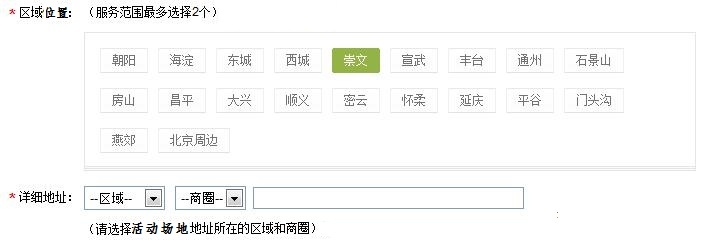 * 区域位置： （服务范围最多选择2个）
朝阳 海淀 东城 西城 崇文 宣武 丰台 通州 石景山
房山 昌平 大兴 顺义 密云 怀柔 延庆 平谷 门头沟
燕郊 北京周边
* 详细地址： --区域-- --商圈--
（请选择活动场地地址所在的区域和商圈）